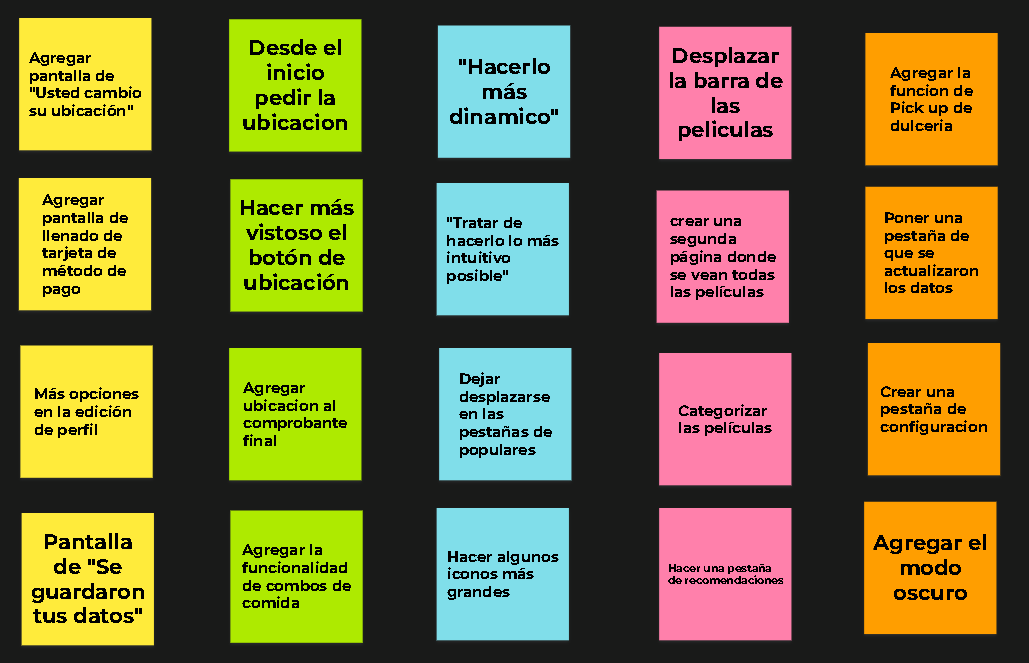 Agregar
pantalla de
"Usted cambio
su ubicación"
Desde el
inicio
pedir la
ubicacion
"Hacerlo
más
dinamico"
Desplazar
la barra de
las
peliculas
Agregar la
funcion de
Pick up de
dulceria
Agregar
pantalla de
llenado de
tarjeta de
método de
pago
Hacer más
vistoso el
botón de
ubicación
"Tratar de
hacerlo lo más
intuitivo
posible"
crear una
segunda
página donde
se vean todas
las películas
Poner una
pestaña de
que se
actualizaron
los datos
Más opciones
en la edición
de perfil
Agregar
ubicacion al
comprobante
final
Dejar
desplazarse
en las
pestañas de
populares
Categorizar
las películas
Crear una
pestaña de
configuracion
Pantalla
de "Se
guardaron
tus datos"
Agregar la
funcionalidad
de combos de
comida
Hacer algunos
iconos más
grandes
Hacer una pestaña
de recomendaciones
Agregar el
modo
oscuro